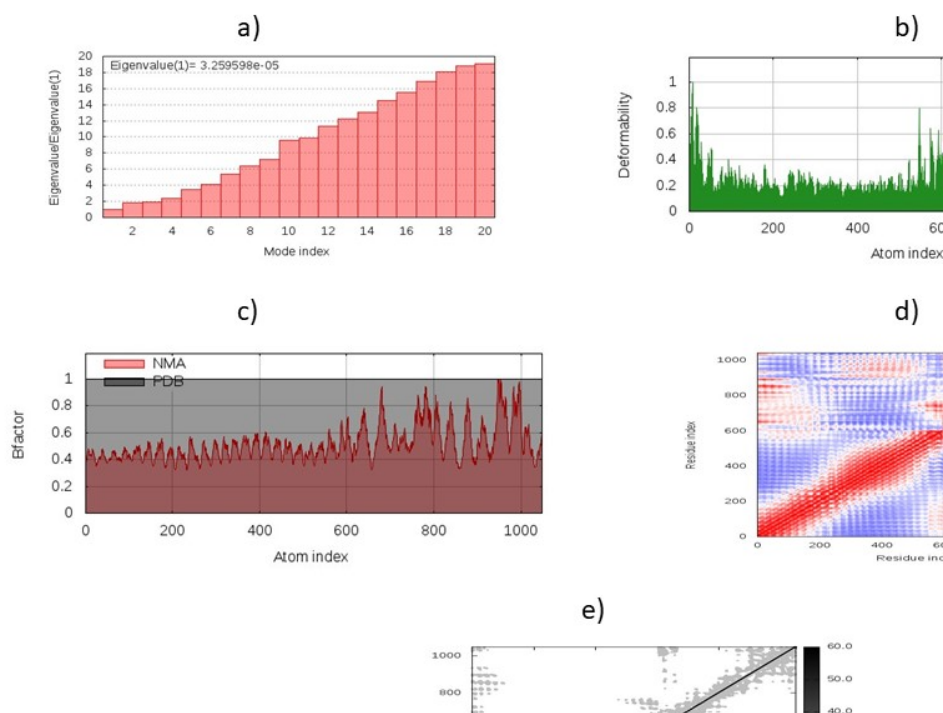 a)
Eigenvalue(1)= 3.259598e-05
Eigenvalue/Eigenvalue(1)
20
18
16
14
12
10
8
6
4
2
0
2 4 6 8 10 12 14 16 18 20
Mode index
b)
Deformability
1
0.8
0.6
0.4
0.2
0
0 200 400 60
Atom index
c)
NMA
PDB
Bfactor
1
0.8
0.6
0.4
0.2
0
0 200 400 600 800 1000
Atom index
d)
Residue index
1000
800
600
400
200
0
0 200 400 60
Residue inc
e)
1000
800
60.0
50.0
40.0